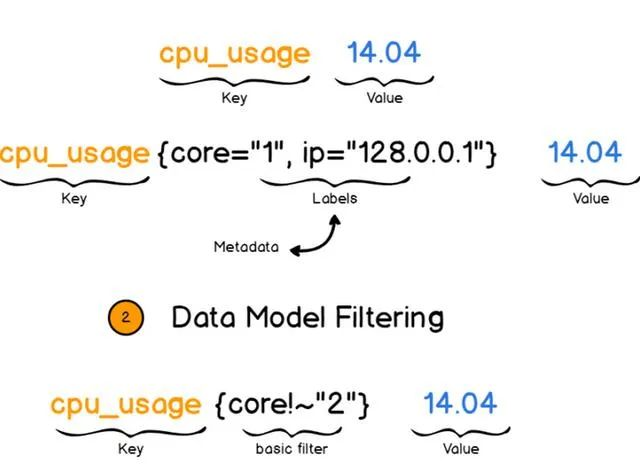 cpu_usage 14.04
Key Value
cpu_usage {core="1", ip="128.0.0.1"} 14.04
Key Labels Value
Metadata
2 Data Model Filtering
cpu_usage {core!~"2"} 14.04
Key basic filter Value